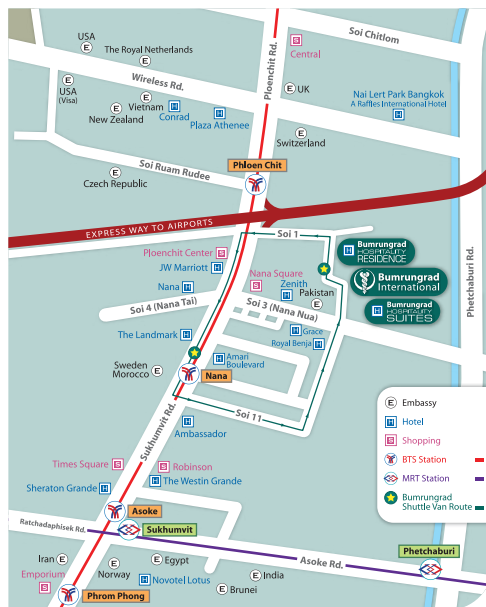 Soi Chitlom
USA
The Royal Netherlands
Central
Ploenchit Rd.
Wireless Rd.
USA
(Visa)
Vietnam
New Zealand
Conrad
Plaza Athenee
UK
Nai Lert Park Bangkok
A Raffles International Hotel
Switzerland
Soi Ruam Rudee
Phloen Chit
Czech Republic
EXPRESS WAY TO AIRPORTS
Soi 1
Ploenchit Center
JW Marriott
Nana
Nana Square
Zenith
Pakistan
Bumrungrad
HOSPITALITY
RESIDENCE
Bumrungrad
International
Bumrungrad
HOSPITALITY
SUITES
Phetchaburi Rd.
Soi 4 (Nana Tai)
Soi 3 (Nana Nua)
The Landmark
Grace
Royal Benja
Sweden
Morocco
Amari
Boulevard
Nana
Soi 11
Sukhumvit Rd.
Ambassador
Embassy
Hotel
Shopping
BTS Station
MRT Station
Bumrungrad
Shuttle Van Route
Times Square
Robinson
The Westin Grande
Sheraton Grande
Asoke
Sukhumvit
Ratchadaphisek Rd.
Asoke Rd.
Phetchaburi
Iran
Norway
Egypt
India
Emporium
Novotel Lotus
Brunei
Phrom Phong